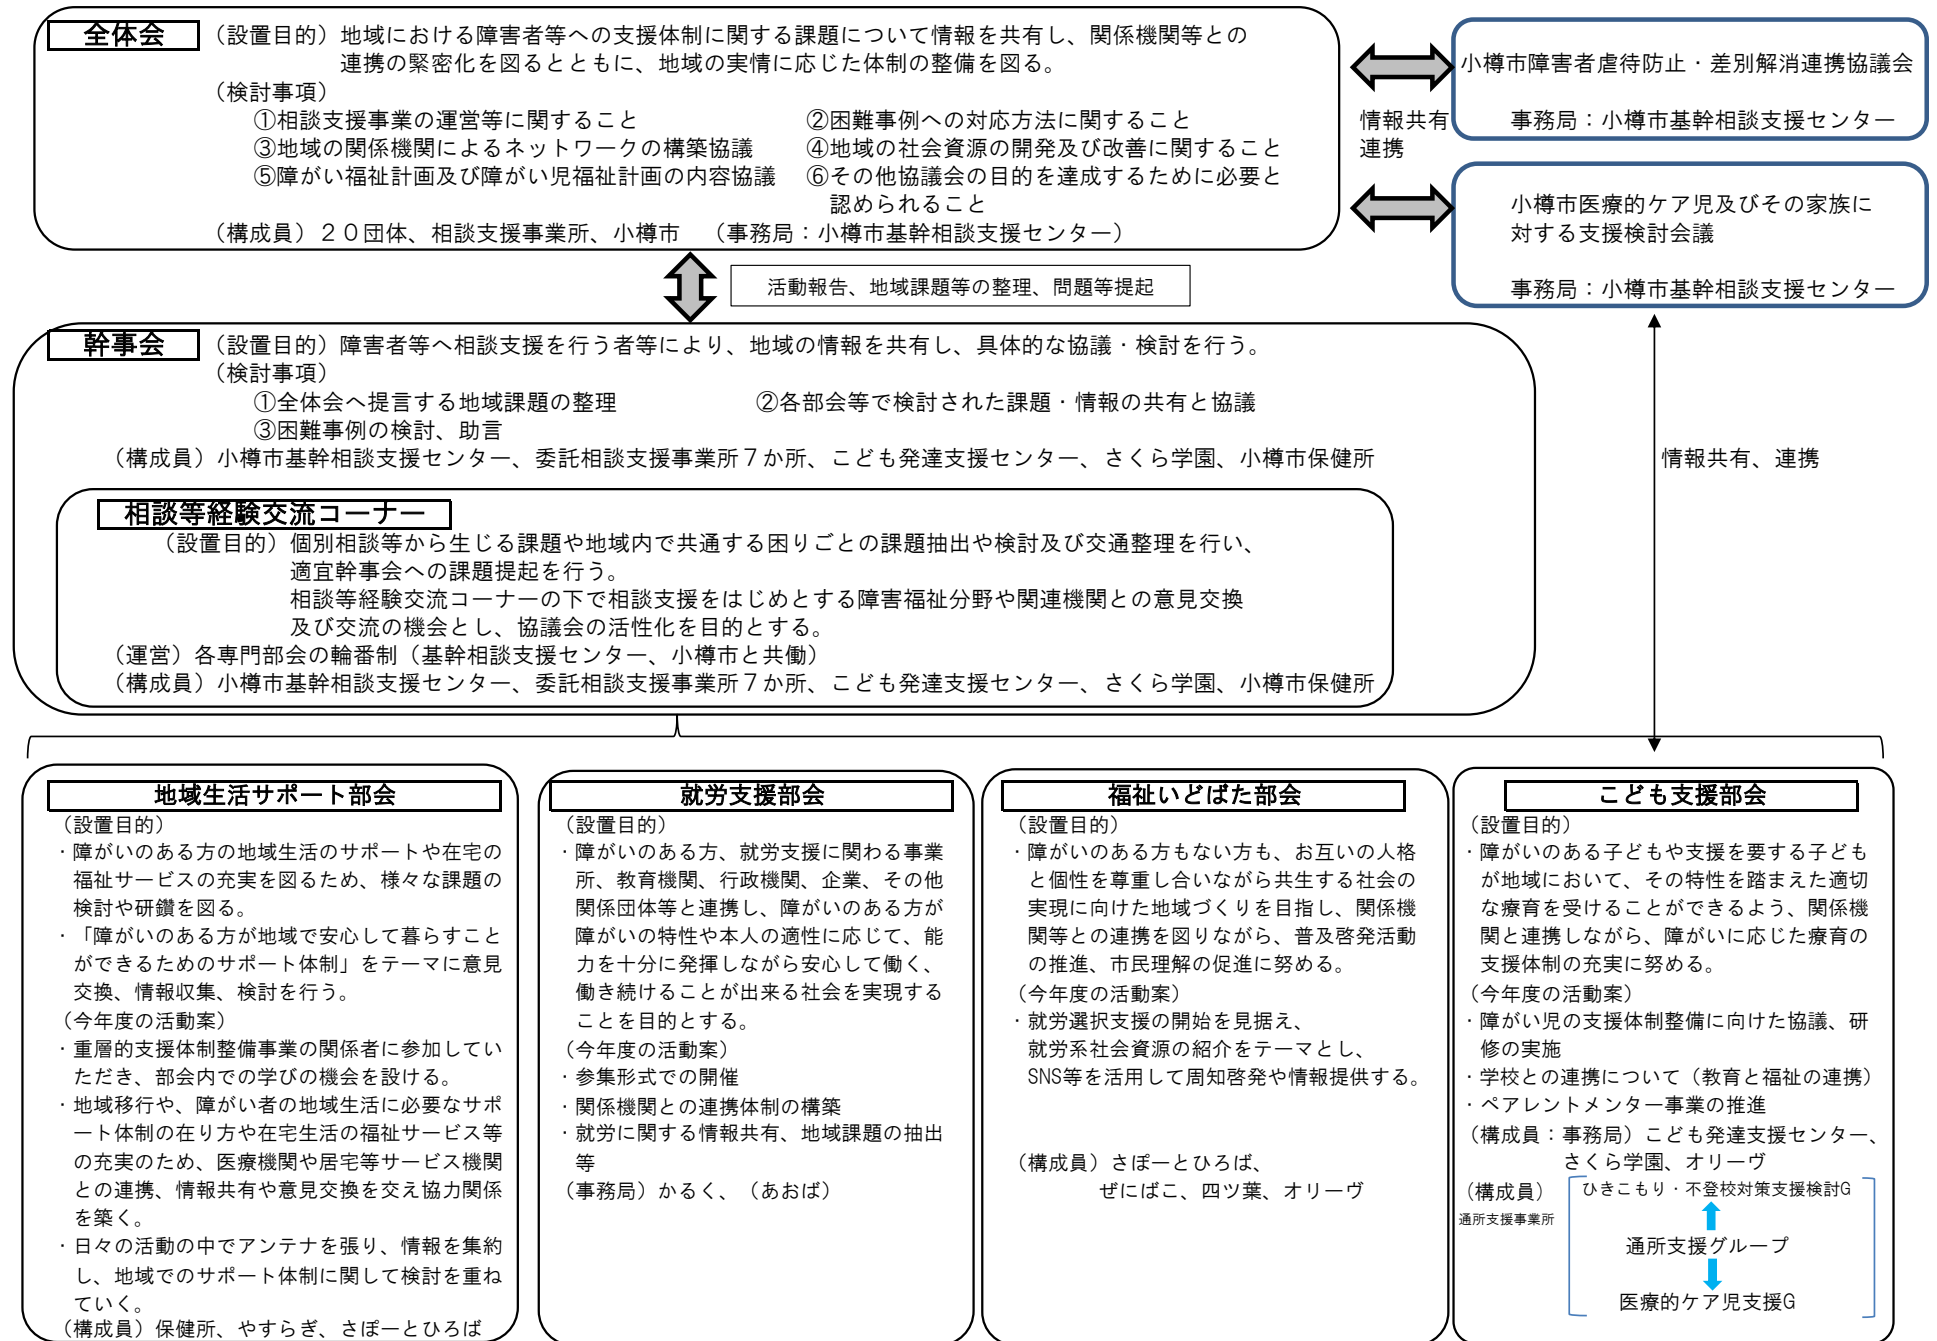 全体会
（設置目的）地域における障害者等への支援体制に関する課題について情報を共有し、関係機関等との
連携の緊密化を図るとともに、地域の実情に応じた体制の整備を図る。
（検討事項）
①相談支援事業の運営等に関すること　②困難事例への対応方法に関すること
③地域の関係機関によるネットワークの構築協議　④地域の社会資源の開発及び改善に関すること
⑤障がい福祉計画及び障がい児福祉計画の内容協議　⑥その他協議会の目的を達成するために必要と
認められること
（構成員）２０団体、相談支援事業所、小樽市　（事務局：小樽市基幹相談支援センター）
情報共有
連携
小樽市障害者虐待防止・差別解消連携協議会
事務局：小樽市基幹相談支援センター
小樽市医療的ケア児及びその家族に
対する支援検討会議
事務局：小樽市基幹相談支援センター
活動報告、地域課題等の整理、問題等提起
幹事会
（設置目的）障害者等へ相談支援を行う者等により、地域の情報を共有し、具体的な協議・検討を行う。
（検討事項）
①全体会へ提言する地域課題の整理　②各部会等で検討された課題・情報の共有と協議
③困難事例の検討、助言
（構成員）小樽市基幹相談支援センター、委託相談支援事業所７か所、こども発達支援センター、さくら学園、小樽市保健所
情報共有、連携
相談等経験交流コーナー
（設置目的）個別相談等から生じる課題や地域内で共通する困りごとの課題抽出や検討及び交通整理を行い、
適宜幹事会への課題提起を行う。
相談等経験交流コーナーの下で相談支援をはじめとする障害福祉分野や関連機関との意見交換
及び交流の機会とし、協議会の活性化を目的とする。
（運営）各専門部会の輪番制（基幹相談支援センター、小樽市と共働）
（構成員）小樽市基幹相談支援センター、委託相談支援事業所７か所、こども発達支援センター、さくら学園、小樽市保健所
地域生活サポート部会
（設置目的）
・障がいのある方の地域生活のサポートや在宅の
福祉サービスの充実を図るため、様々な課題の
検討や研鑽を図る。
・「障がいのある方が地域で安心して暮らすこと
ができるためのサポート体制」をテーマに意見
交換、情報収集、検討を行う。
（今年度の活動案）
・重層的支援体制整備事業の関係者に参加してい
ただき、部会内での学びの機会を設ける。
・地域移行や、障がい者の地域生活に必要なサポ
ート体制の在り方や在宅生活の福祉サービス等
の充実のため、医療機関や居宅等サービス機関
との連携、情報共有や意見交換を交え協力関係
を築く。
・日々の活動の中でアンテナを張り、情報を集約
し、地域でのサポート体制に関して検討を重ね
ていく。
（構成員）保健所、やすらぎ、さぽーとひろば
就労支援部会
（設置目的）
・障がいのある方、就労支援に関わる事業
所、教育機関、行政機関、企業、その他
関係団体等と連携し、障がいのある方が
障がいの特性や本人の適性に応じて、能
力を十分に発揮しながら安心して働く、
働き続けることが出来る社会を実現する
ことを目的とする。
（今年度の活動案）
・参集形式での開催
・関係機関との連携体制の構築
・就労に関する情報共有、地域課題の抽出
等
（事務局）かるく、（あおば）
福祉いどばた部会
（設置目的）
・障がいのある方もない方も、お互いの人格
と個性を尊重し合いながら共生する社会の
実現に向けた地域づくりを目指し、関係機
関等との連携を図りながら、普及啓発活動
の推進、市民理解の促進に努める。
（今年度の活動案）
・就労選択支援の開始を見据え、
就労系社会資源の紹介をテーマとし、
SNS等を活用して周知啓発や情報提供する。
（構成員）さぽーとひろば、
ぜにばこ、四ツ葉、オリーヴ
こども支援部会
（設置目的）
・障がいのある子どもや支援を要する子ども
が地域において、その特性を踏まえた適切
な療育を受けることができるよう、関係機
関と連携しながら、障がいに応じた療育の
支援体制の充実に努める。
（今年度の活動案）
・障がい児の支援体制整備に向けた協議、研
修の実施
・学校との連携について（教育と福祉の連携）
・ペアレントメンター事業の推進
（構成員：事務局）こども発達支援センター、
さくら学園、オリーヴ
（構成員）
通所支援事業所
ひきこもり・不登校対策支援検討G
通所支援グループ
医療的ケア児支援G